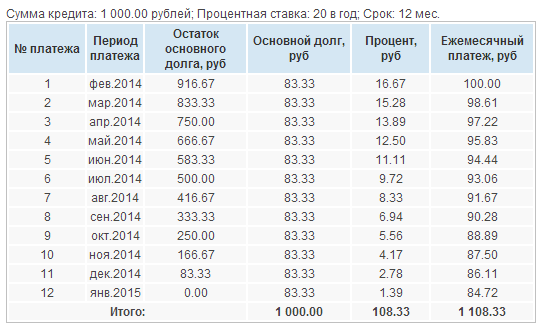 Сумма кредита: 1 000.00 рублей; Процентная ставка: 20 в год; Срок: 12 мес.
№ платежа Период платежа Остаток основного долга, руб Основной долг, руб Процент, руб Ежемесячный платеж, руб
1 фев.2014 916.67 83.33 16.67 100.00
2 мар.2014 833.33 83.33 15.28 98.61
3 апр.2014 750.00 83.33 13.89 97.22
4 май.2014 666.67 83.33 12.50 95.83
5 июн.2014 583.33 83.33 11.11 94.44
6 июл.2014 500.00 83.33 9.72 93.06
7 авг.2014 416.67 83.33 8.33 91.67
8 сен.2014 333.33 83.33 6.94 90.28
9 окт.2014 250.00 83.33 5.56 88.89
10 ноя.2014 166.67 83.33 4.17 87.50
11 дек.2014 83.33 83.33 2.78 86.11
12 янв.2015 0.00 83.33 1.39 84.72
Итого: 1 000.00 108.33 1 108.33